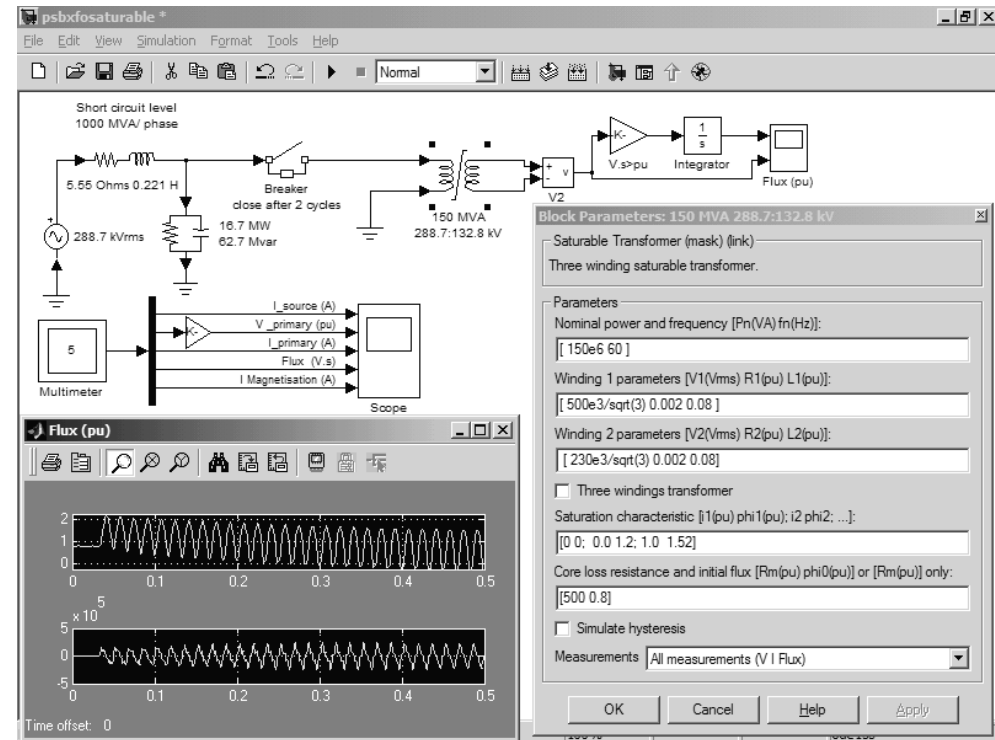 psbxfosaturable *
File Edit View Simulation Format Tools Help
Normal
Short circuit level
1000 MVA/ phase
5.55 Ohms 0.221 H
Breaker
close after 2 cycles
16.7 MW
62.7 Mvar
288.7 kVrms
150 MVA
288.7:132.8 kV
+
-
v
V2
K-
V.s>pu
1
s
Integrator
Flux (pu)
I_source (A)
V _primary (pu)
I_primary (A)
Flux (V.s)
I Magnetisation (A)
K-
5
Multimeter
Scope
Block Parameters: 150 MVA 288.7:132.8 kV
Saturable Transformer (mask) (link)
Three winding saturable transformer.
Parameters
Nominal power and frequency [Pn(VA) fn(Hz)]:
[ 150e6 60 ]
Winding 1 parameters [V1(Vrms) R1(pu) L1(pu)]:
[ 500e3/sqrt(3) 0.002 0.08 ]
Winding 2 parameters [V2(Vrms) R2(pu) L2(pu)]:
[ 230e3/sqrt(3) 0.002 0.08]
Three windings transformer
Saturation characteristic [i1(pu) phi1(pu); i2 phi2; ...]:
[0 0; 0.0 1.2; 1.0 1.52]
Core loss resistance and initial flux [Rm(pu) phi0(pu)] or [Rm(pu)] only:
[500 0.8]
Simulate hysteresis
Measurements All measurements (V I Flux)
OK Cancel Help Apply
Flux (pu)
2
1
0
0 0.1 0.2 0.3 0.4 0.5
x 10 5
5
0
-5
0 0.1 0.2 0.3 0.4 0.5
Time offset: 0